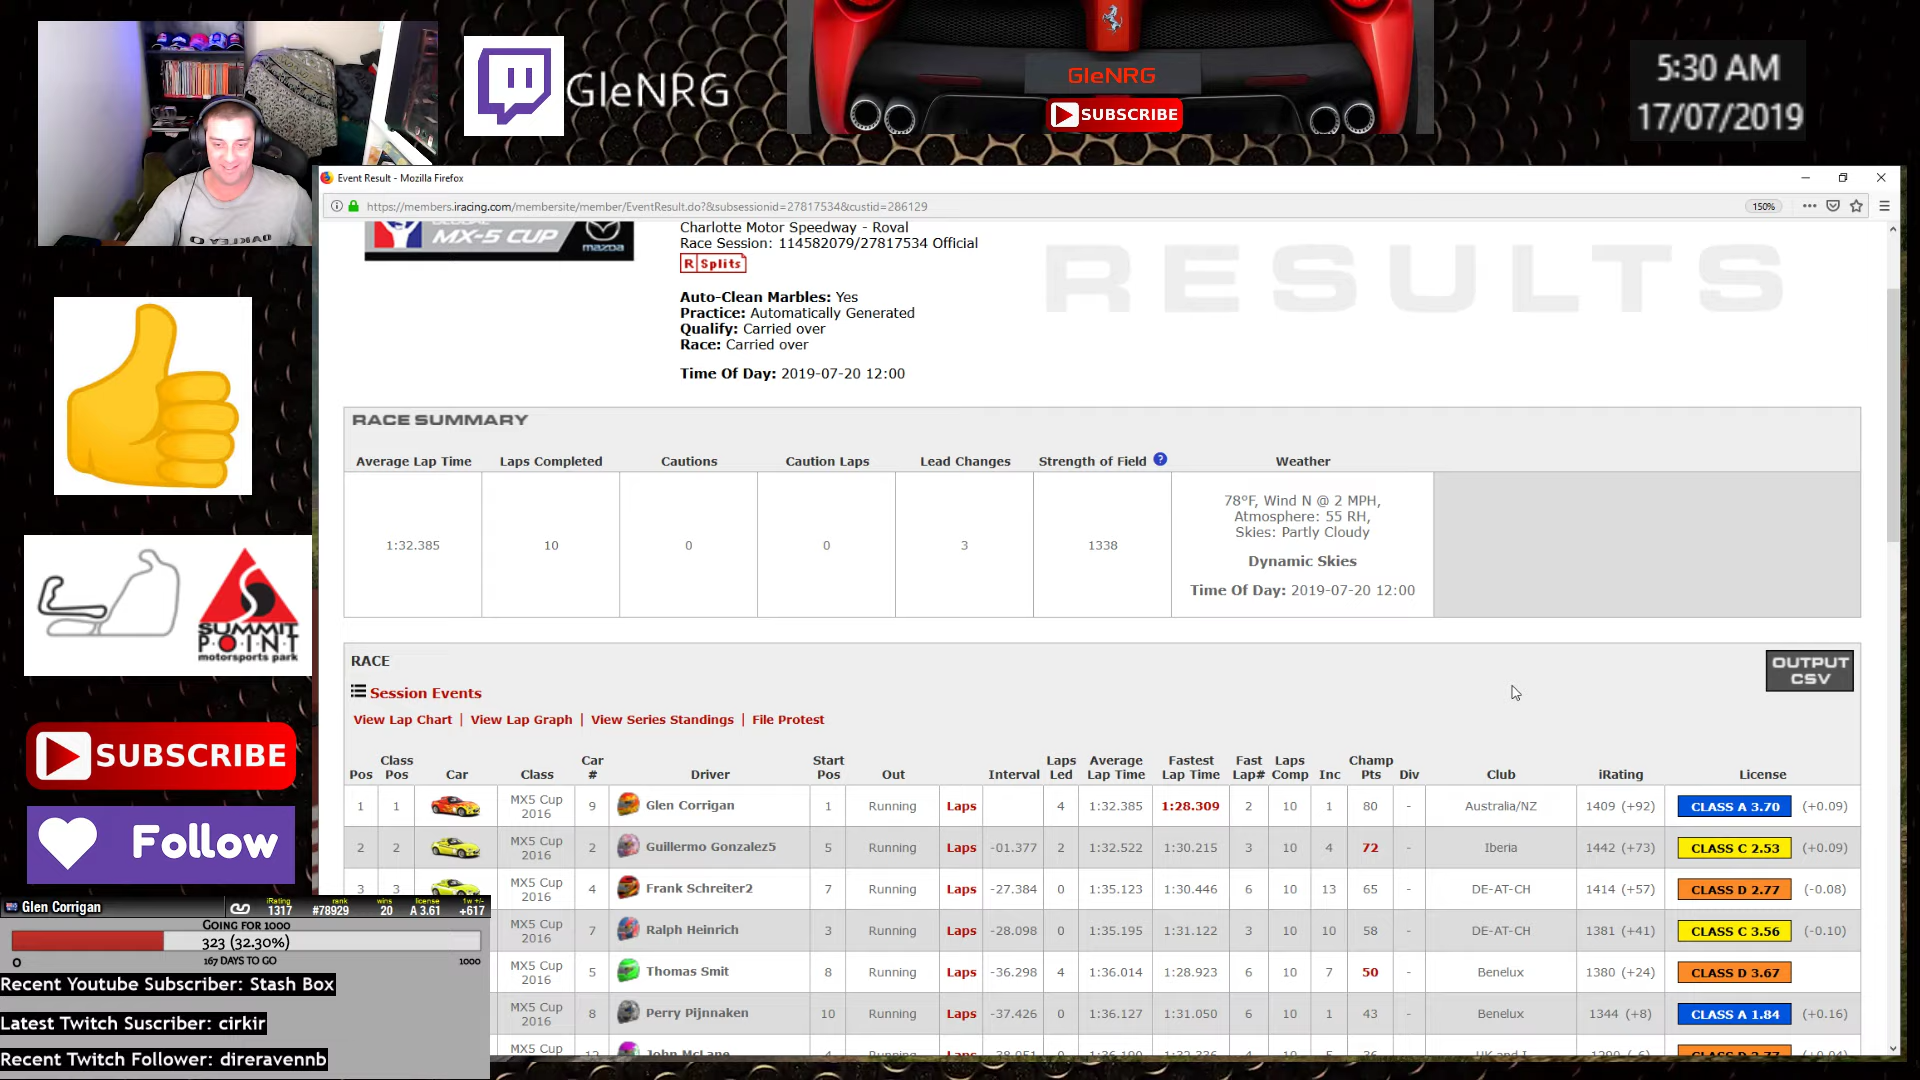 GleNRG
GleNRG
SUBSCRIBE
5:30 AM
17/07/2019
Event Result - Mozilla Firefox
https://members.iracing.com/membersite/member/EventResult.do?&subsessionid=27817534&custid=286129
150%
MX-5 CUP
mazda
Charlotte Motor Speedway - Roval
Race Session: 114582079/27817534 Official
R Splits
RESULTS
Auto-Clean Marbles: Yes
Practice: Automatically Generated
Qualify: Carried over
Race: Carried over
Time Of Day: 2019-07-20 12:00
RACE SUMMARY
Average Lap Time Laps Completed Cautions Caution Laps Lead Changes Strength of Field ? Weather
1:32.385 10 0 0 3 1338
78°F, Wind N @ 2 MPH,
Atmosphere: 55 RH,
Skies: Partly Cloudy
Dynamic Skies
Time Of Day: 2019-07-20 12:00
RACE
OUTPUT CSV
Session Events
View Lap Chart | View Lap Graph | View Series Standings | File Protest
Pos Class Pos Car Class Car # Driver Start Pos Out Interval Laps Led Average Lap Time Fastest Lap Time Fast Lap# Laps Comp Inc Champ Pts Div Club iRating License
1 1 MX5 Cup 2016 9 Glen Corrigan 1 Running Laps 4 1:32.385 1:28.309 2 10 1 80 - Australia/NZ 1409 (+92) CLASS A 3.70 (+0.09)
2 2 MX5 Cup 2016 2 Guillermo Gonzalez5 5 Running Laps -01.377 2 1:32.522 1:30.215 3 10 4 72 - Iberia 1442 (+73) CLASS C 2.53 (+0.09)
3 3 MX5 Cup 2016 4 Frank Schreiter2 7 Running Laps -27.384 0 1:35.123 1:30.446 6 10 13 65 - DE-AT-CH 1414 (+57) CLASS D 2.77 (-0.08)
MX5 Cup 2016 7 Ralph Heinrich 3 Running Laps -28.098 0 1:35.195 1:31.122 3 10 10 58 - DE-AT-CH 1381 (+41) CLASS C 3.56 (-0.10)
MX5 Cup 2016 5 Thomas Smit 8 Running Laps -36.298 4 1:36.014 1:28.923 6 10 7 50 - Benelux 1380 (+24) CLASS D 3.67
MX5 Cup 2016 8 Perry Pijnnaken 10 Running Laps -37.426 0 1:36.127 1:31.050 6 10 1 43 - Benelux 1344 (+8) CLASS A 1.84 (+0.16)
MX5 Cup John McLane Running Laps
SUMMIT
POINT
motorsports park
SUBSCRIBE
Follow
Glen Corrigan iRating 1317 rank #78929 wins 20 license A 3.61 1w +/- +617
GOING FOR 1000
323 (32.30%)
0 167 DAYS TO GO 1000
Recent Youtube Subscriber: Stash Box
Latest Twitch Suscriber: cirkir
Recent Twitch Follower: direravennb